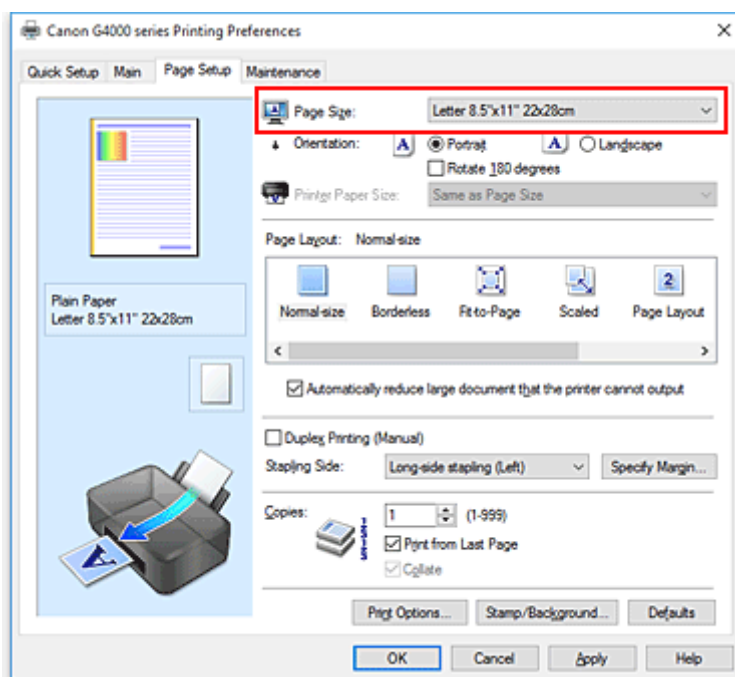 Canon G4000 series Printing Preferences
Quick Setup Main Page Setup Maintenance
Page Size: Letter 8.5"x11" 22x28cm
Orientation: A Portrait A Landscape
Rotate 180 degrees
Printer Paper Size: Same as Page Size
Page Layout: Normal-size
2
Normal-size Borderless Fit-to-Page Scaled Page Layout
Plain Paper
Letter 8.5"x11" 22x28cm
Automatically reduce large document that the printer cannot output
Duplex Printing (Manual)
Stapling Side: Long-side stapling (Left) Specify Margin...
Copies: 1 (1-999)
Print from Last Page
Collate
A
Print Options... Stamp/Background... Defaults
OK Cancel Apply Help